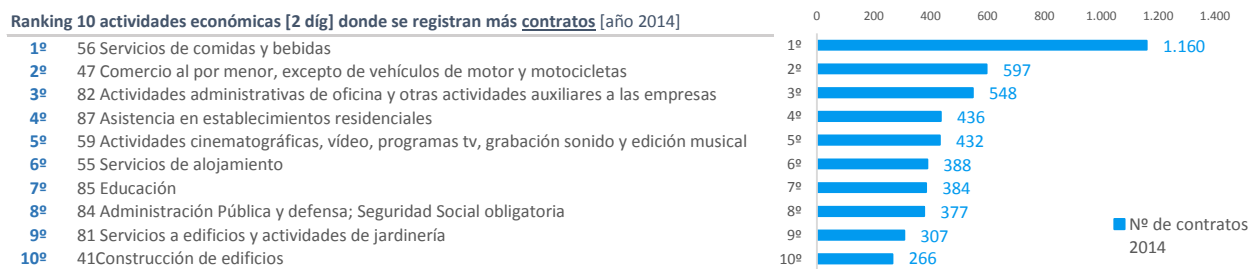 Ranking 10 actividades económicas [2 díg] donde se registran más contratos [año 2014]
1º 56 Servicios de comidas y bebidas
2º 47 Comercio al por menor, excepto de vehículos de motor y motocicletas
3º 82 Actividades administrativas de oficina y otras actividades auxiliares a las empresas
4º 87 Asistencia en establecimientos residenciales
5º 59 Actividades cinematográficas, vídeo, programas tv, grabación sonido y edición musical
6º 55 Servicios de alojamiento
7º 85 Educación
8º 84 Administración Pública y defensa; Seguridad Social obligatoria
9º 81 Servicios a edificios y actividades de jardinería
10º 41Construcción de edificios
0 200 400 600 800 1.000 1.200 1.400
1º 1.160
2º 597
3º 548
4º 436
5º 432
6º 388
7º 384
8º 377
9º 307
10º 266
Nº de contratos
2014